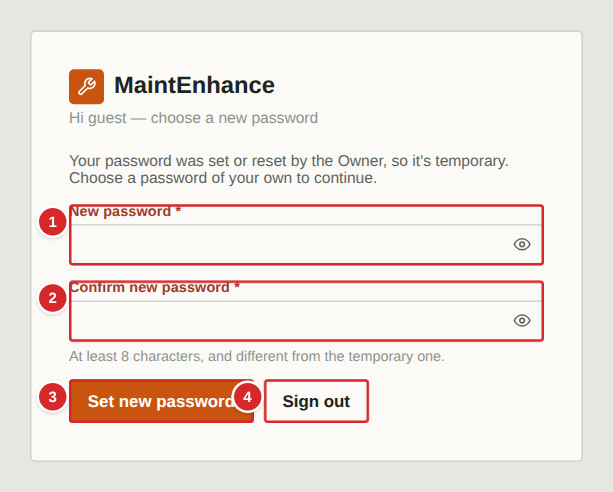 MaintEnhance
Hi guest — choose a new password
Your password was set or reset by the Owner, so it's temporary.
Choose a password of your own to continue.
1
New password *
2
Confirm new password *
At least 8 characters, and different from the temporary one.
3 Set new password 4 Sign out